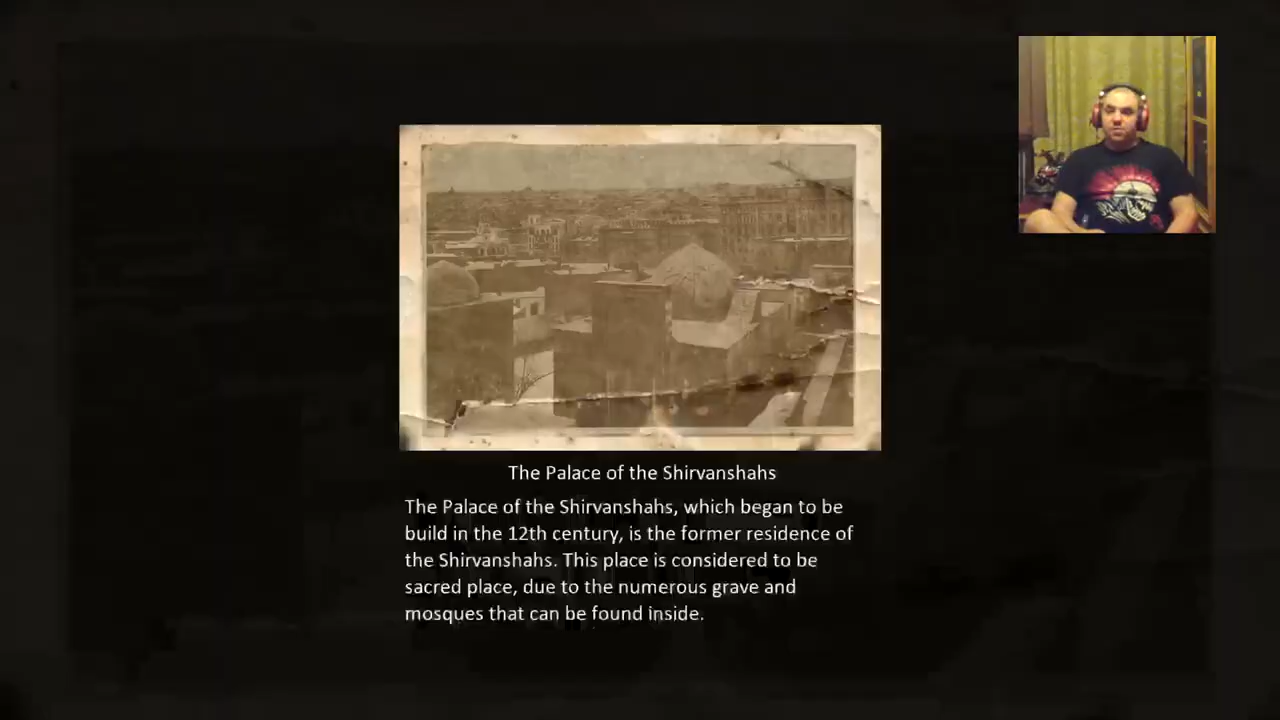 The Palace of the Shirvanshahs
The Palace of the Shirvanshahs, which began to be
build in the 12th century, is the former residence of
the Shirvanshahs. This place is considered to be
sacred place, due to the numerous grave and
mosques that can be found inside.